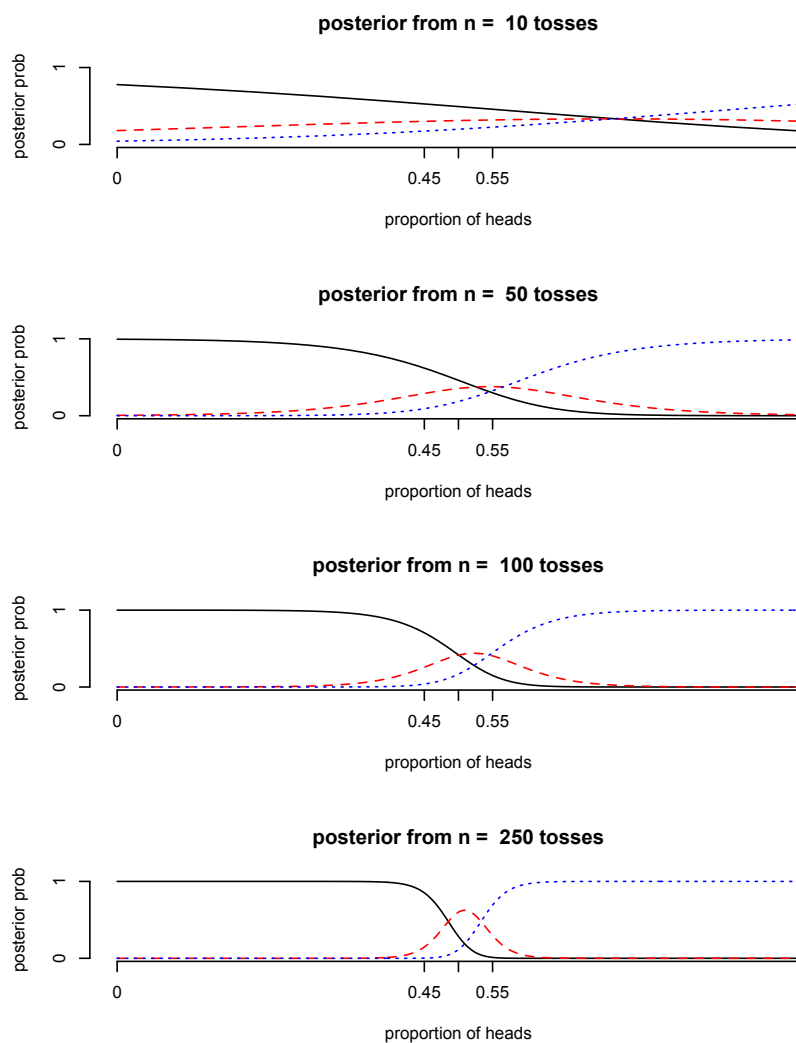 posterior from n =  10 tosses
posterior prob
1
0
0
0.45
0.55
proportion of heads
posterior from n =  50 tosses
posterior prob
1
0
0
0.45
0.55
proportion of heads
posterior from n =  100 tosses
posterior prob
1
0
0
0.45
0.55
proportion of heads
posterior from n =  250 tosses
posterior prob
1
0
0
0.45
0.55
proportion of heads